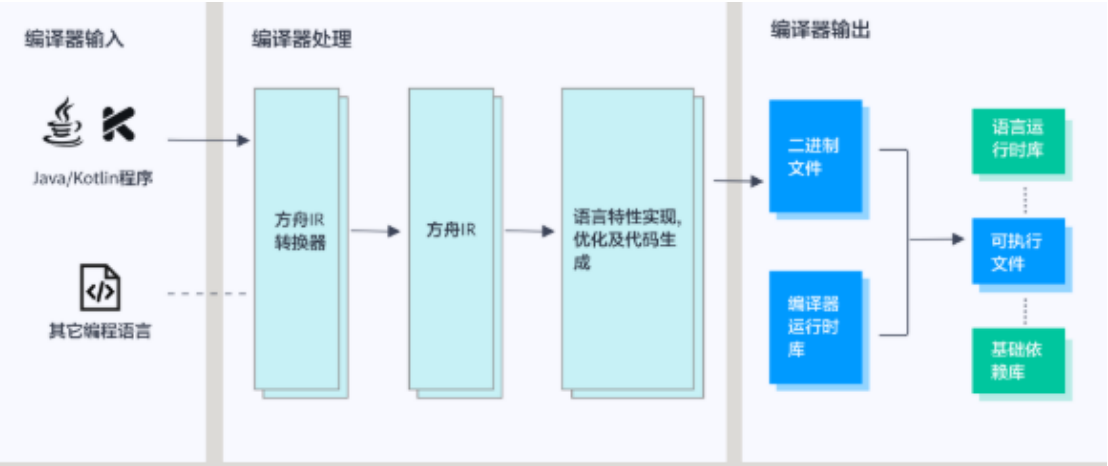 编译器输入
编译器处理
编译器输出
Java/Kotlin程序
其它编程语言
方舟IR
转换器
方舟IR
语言特性实现,
优化及代码生
成
二进制
文件
编译器
运行时
库
语言运
行时库
可执行
文件
基础依
赖库